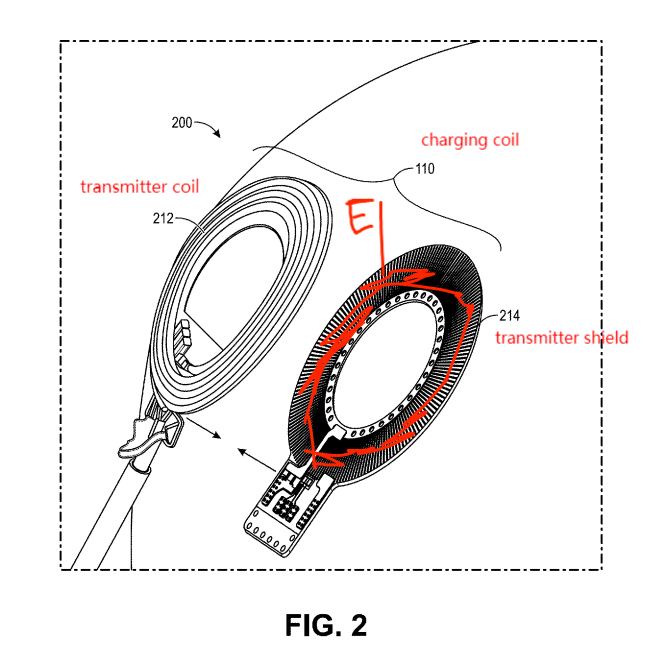 200
charging coil
110
transmitter coil
212
E
214
transmitter shield
FIG. 2